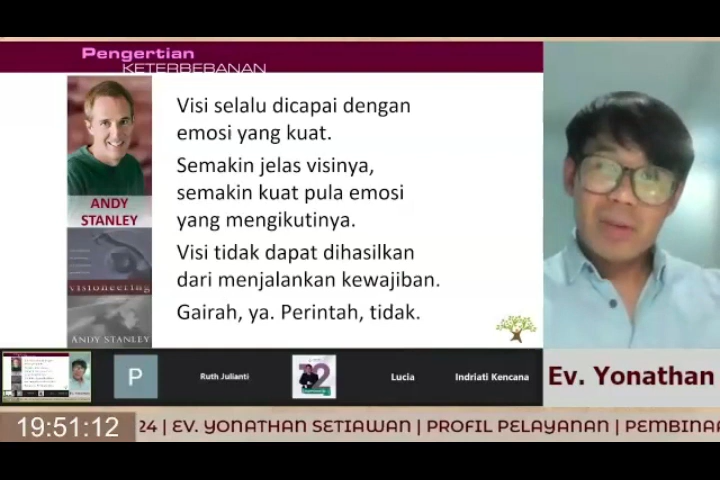 Pengertian
KETERBEBANAN
Visi selalu dicapai dengan
emosi yang kuat.
Semakin jelas visinya,
semakin kuat pula emosi
yang mengikutinya.
Visi tidak dapat dihasilkan
dari menjalankan kewajiban.
Gairah, ya. Perintah, tidak.
ANDY
STANLEY
visioneering
ANDY STANLEY
P
Ruth Julianti
Lucia
Indriati Kencana
Ev. Yonathan
19:51:12
24 | EV. YONATHAN SETIAWAN | PROFIL PELAYANAN | PEMBINAA